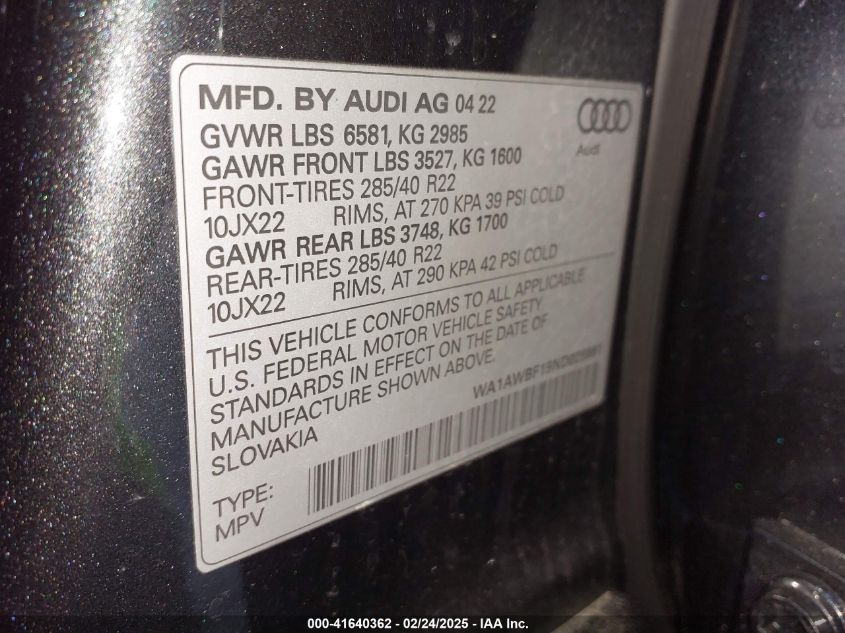 MFD. BY AUDI AG 04 22
Audi
GVWR LBS 6581, KG 2985
GAWR FRONT LBS 3527, KG 1600
FRONT-TIRES 285/40 R22
10JX22 RIMS, AT 270 KPA 39 PSI COLD
GAWR REAR LBS 3748, KG 1700
REAR-TIRES 285/40 R22
10JX22 RIMS, AT 290 KPA 42 PSI COLD
THIS VEHICLE CONFORMS TO ALL APPLICABLE
U.S. FEDERAL MOTOR VEHICLE SAFETY
STANDARDS IN EFFECT ON THE DATE OF
MANUFACTURE SHOWN ABOVE.
SLOVAKIA
TYPE:
MPV
000-41640362 - 02/24/2025 - IAA Inc.